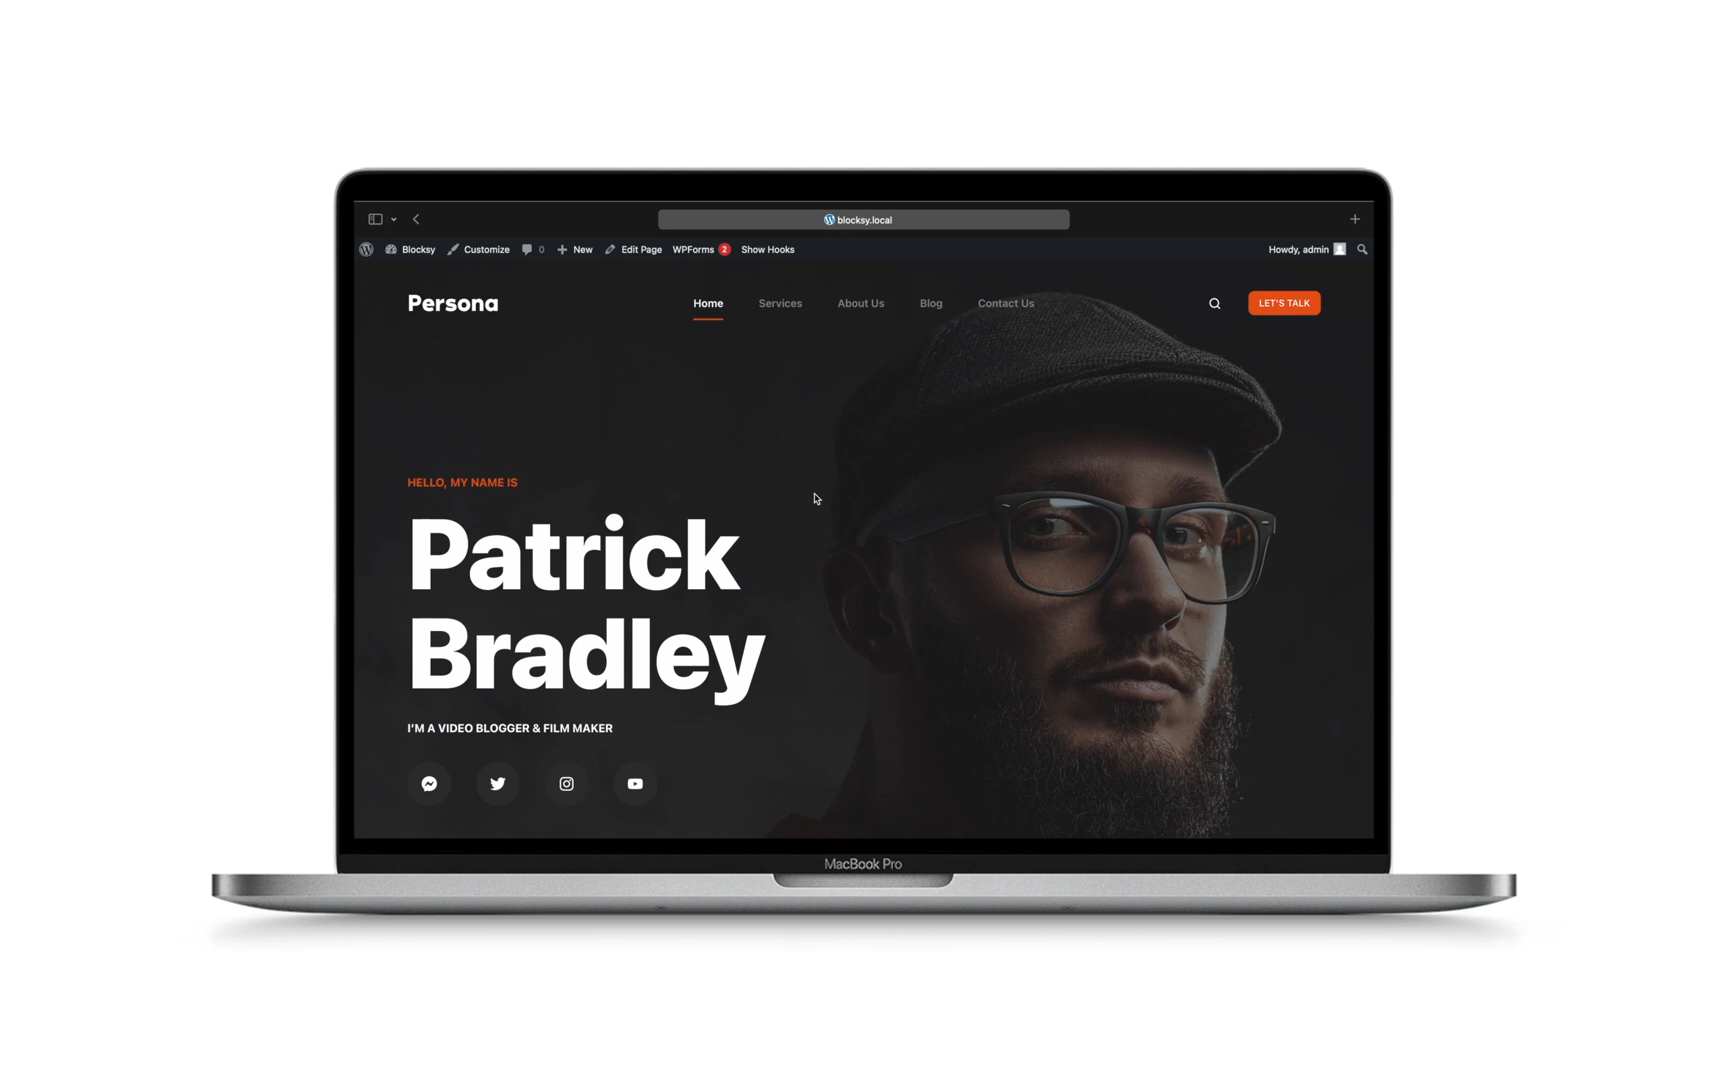 blocksy.local
Blocksy Customize 0 New Edit Page WPForms 2 Show Hooks Howdy, admin
Persona Home Services About Us Blog Contact Us LET'S TALK
HELLO, MY NAME IS
Patrick
Bradley
I'M A VIDEO BLOGGER & FILM MAKER
MacBook Pro